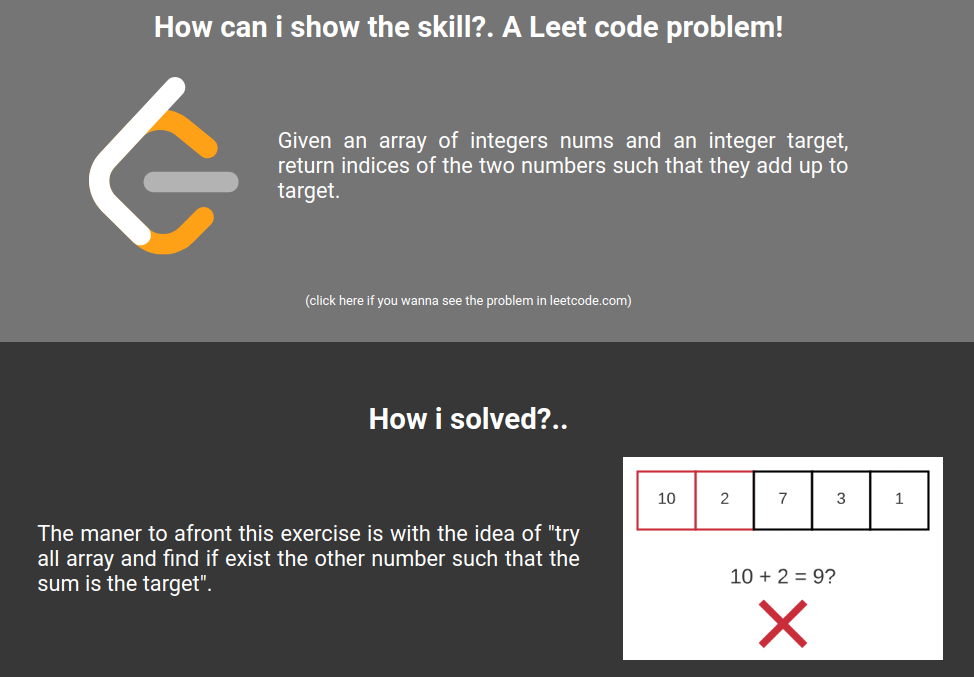 How can i show the skill?. A Leet code problem!
Given an array of integers nums and an integer target,
return indices of the two numbers such that they add up to
target.
(click here if you wanna see the problem in leetcode.com)
How i solved?..
The maner to afront this exercise is with the idea of "try
all array and find if exist the other number such that the
sum is the target".
10 2 7 3 1
10 + 2 = 9?